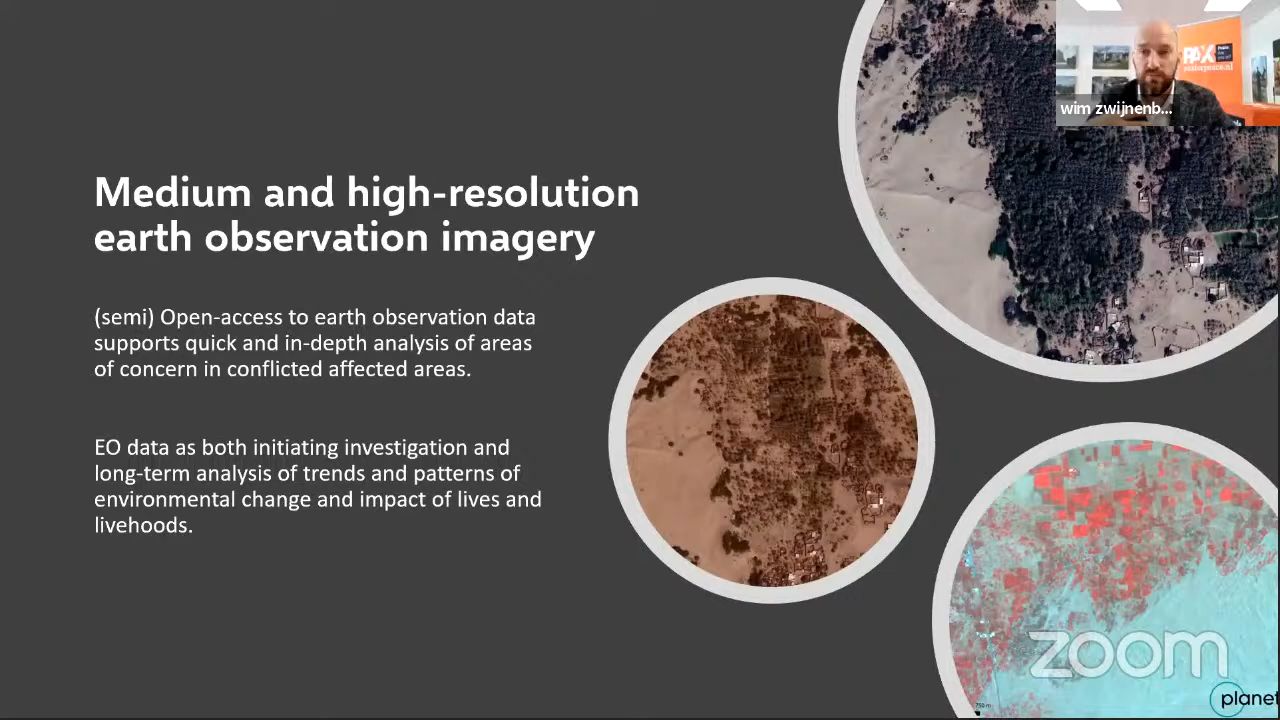 PAX
wim zwijnenb...
Medium and high-resolution
earth observation imagery
(semi) Open-access to earth observation data
supports quick and in-depth analysis of areas
of concern in conflicted affected areas.
EO data as both initiating investigation and
long-term analysis of trends and patterns of
environmental change and impact of lives and
livehoods.
zoom
planet